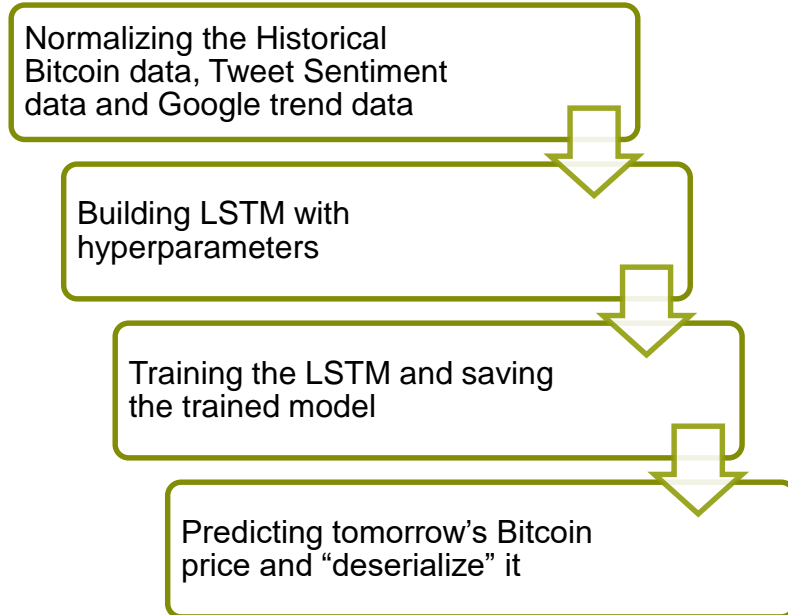 Normalizing the Historical
Bitcoin data, Tweet Sentiment
data and Google trend data
Building LSTM with
hyperparameters
Training the LSTM and saving
the trained model
Predicting tomorrow’s Bitcoin
price and “deserialize” it